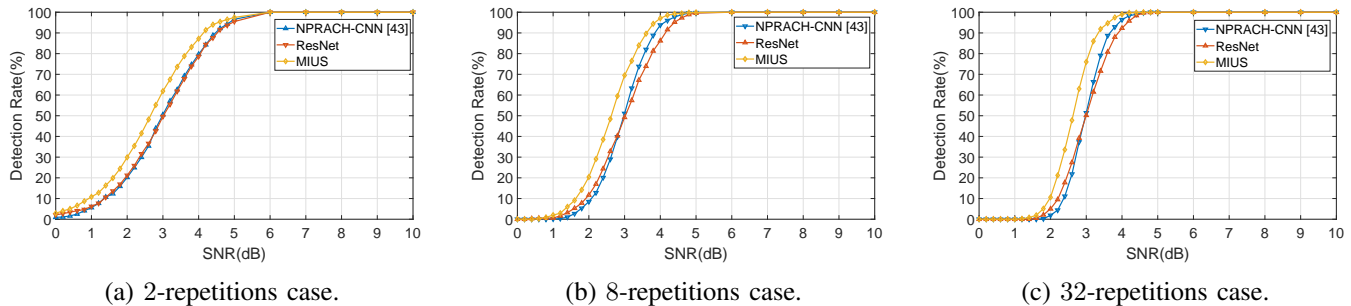 100
90
80
70
60
50
40
30
20
10
0
Detection Rate(%)
0 1 2 3 4 5 6 7 8 9 10
SNR(dB)
NPRACH-CNN [43]
ResNet
MIUS
(a) 2-repetitions case.
100
90
80
70
60
50
40
30
20
10
0
Detection Rate(%)
0 1 2 3 4 5 6 7 8 9 10
SNR(dB)
NPRACH-CNN [43]
ResNet
MIUS
(b) 8-repetitions case.
100
90
80
70
60
50
40
30
20
10
0
Detection Rate(%)
0 1 2 3 4 5 6 7 8 9 10
SNR(dB)
NPRACH-CNN [43]
ResNet
MIUS
(c) 32-repetitions case.